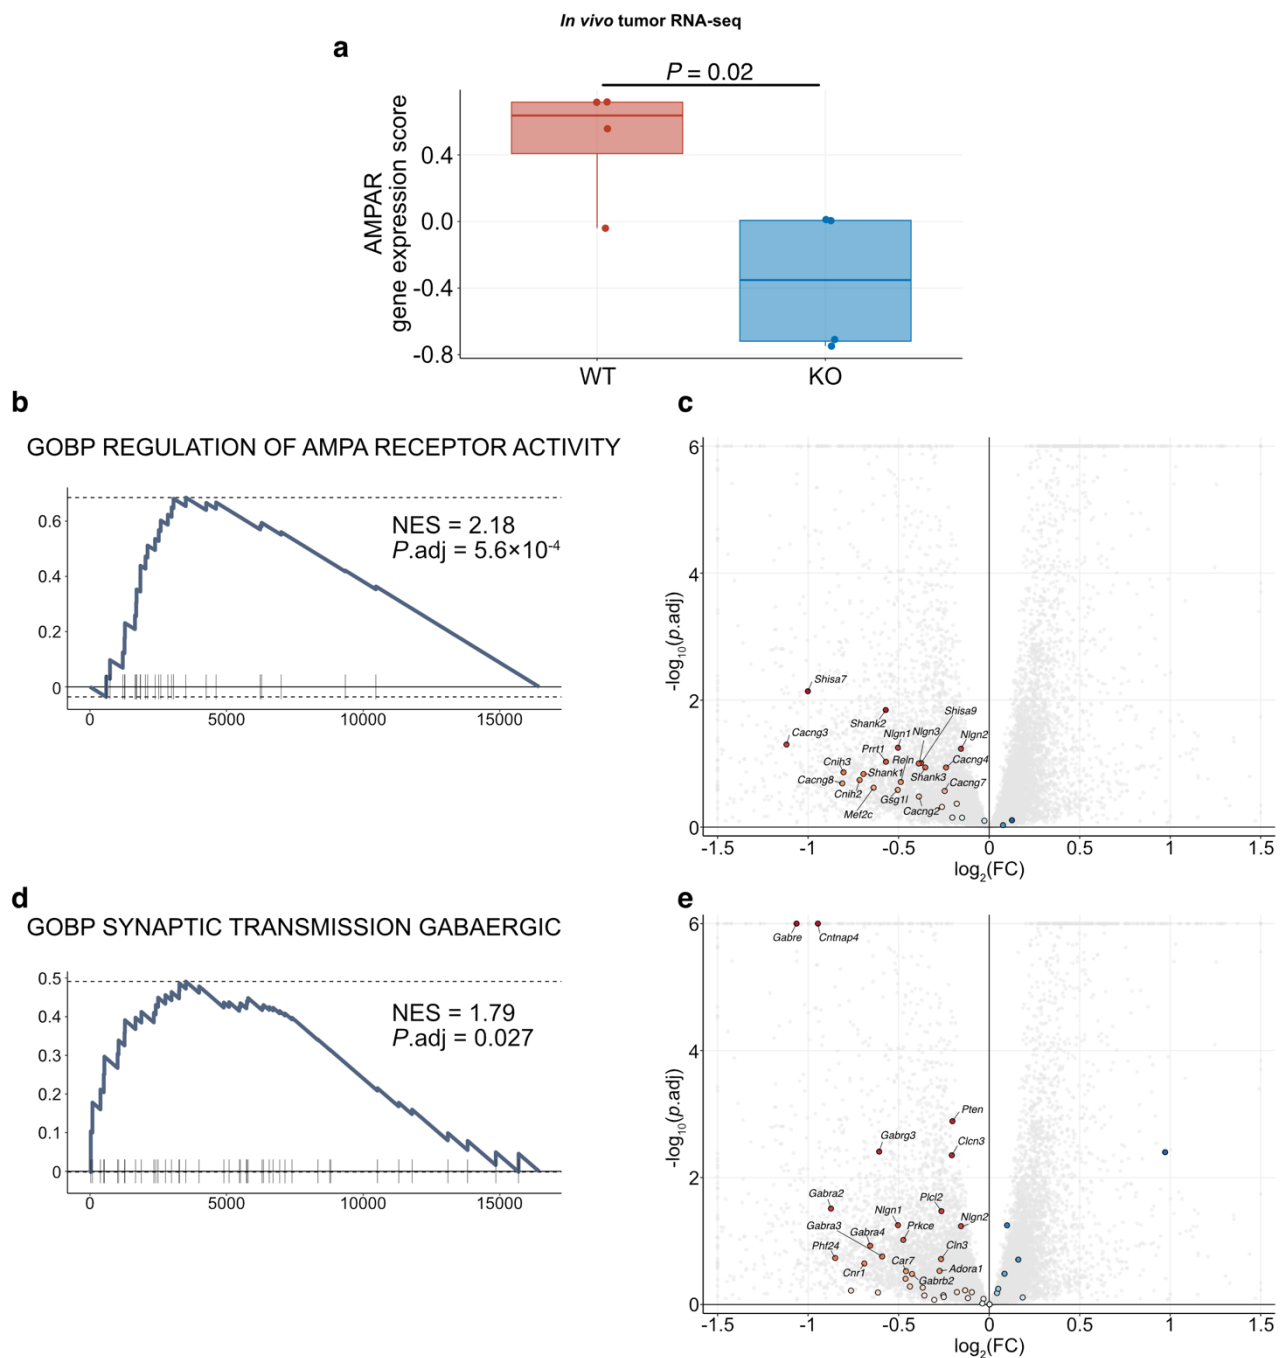 In vivo tumor RNA-seq
a
P = 0.02
AMPAR
gene expression score
0.4
0.0
-0.4
-0.8
WT
KO
b
GOBP REGULATION OF AMPA RECEPTOR ACTIVITY
NES = 2.18
P.adj = 5.6×10-4
0.6
0.4
0.2
0
0 5000 10000 15000
c
-log10(p.adj)
6
4
2
0
Shisa7
Shank2
Shisa9
Cacng3
Nlgn1
Nlgn3
Nlgn2
Prrt1
Reln
Cnih3
Shank1
Cacng4
Cacng8
Shank3
Cacng7
Cnih2
Gsg1l
Mef2c
Cacng2
-1.5 -1 -0.5 0 0.5 1 1.5
log2(FC)
d
GOBP SYNAPTIC TRANSMISSION GABAERGIC
NES = 1.79
P.adj = 0.027
0.5
0.4
0.3
0.2
0.1
0
0 5000 10000 15000
e
-log10(p.adj)
6
4
2
0
Gabre
Cntnap4
Pten
Gabrg3
Clcn3
Gabra2
Plcl2
Nlgn1
Nlgn2
Gabra3
Gabra4
Prkce
Phf24
Cln3
Cnr1
Car7
Adora1
Gabrb2
-1.5 -1 -0.5 0 0.5 1 1.5
log2(FC)